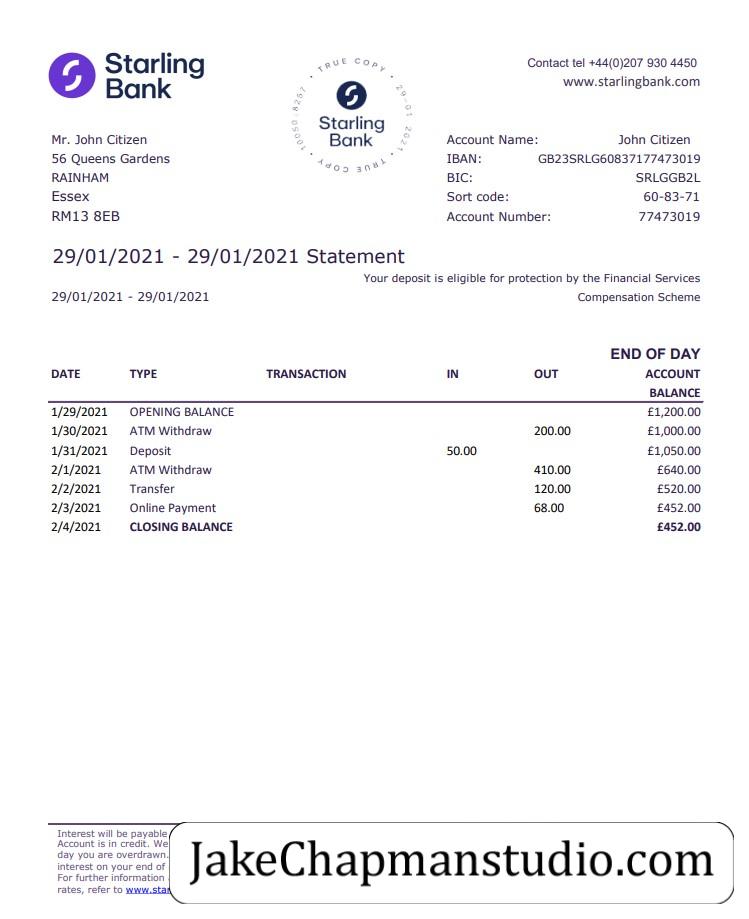 Starling
Bank
TRUE COPY • 29-01 2021 • TRUE COPY • 10050-8267 •
Starling
Bank
Contact tel +44(0)207 930 4450
www.starlingbank.com
Mr. John Citizen
56 Queens Gardens
RAINHAM
Essex
RM13 8EB
Account Name: John Citizen
IBAN: GB23SRLG60837177473019
BIC: SRLGGB2L
Sort code: 60-83-71
Account Number: 77473019
29/01/2021 - 29/01/2021 Statement
Your deposit is eligible for protection by the Financial Services
29/01/2021 - 29/01/2021 Compensation Scheme
END OF DAY
DATE TYPE TRANSACTION IN OUT ACCOUNT
BALANCE
1/29/2021 OPENING BALANCE £1,200.00
1/30/2021 ATM Withdraw 200.00 £1,000.00
1/31/2021 Deposit 50.00 £1,050.00
2/1/2021 ATM Withdraw 410.00 £640.00
2/2/2021 Transfer 120.00 £520.00
2/3/2021 Online Payment 68.00 £452.00
2/4/2021 CLOSING BALANCE £452.00
Interest will be payable
Account is in credit. We
day you are overdrawn.
interest on your end of
For further information
rates, refer to www.star
JakeChapmanstudio.com